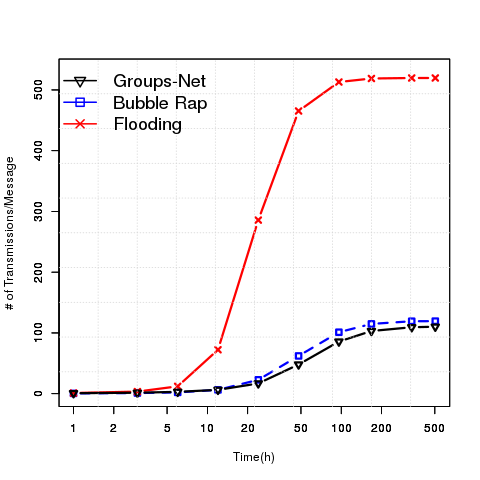 Groups-Net
Bubble Rap
Flooding
# of Transmissions/Message
0
100
200
300
400
500
1 2 5 10 20 50 100 200 500
Time(h)